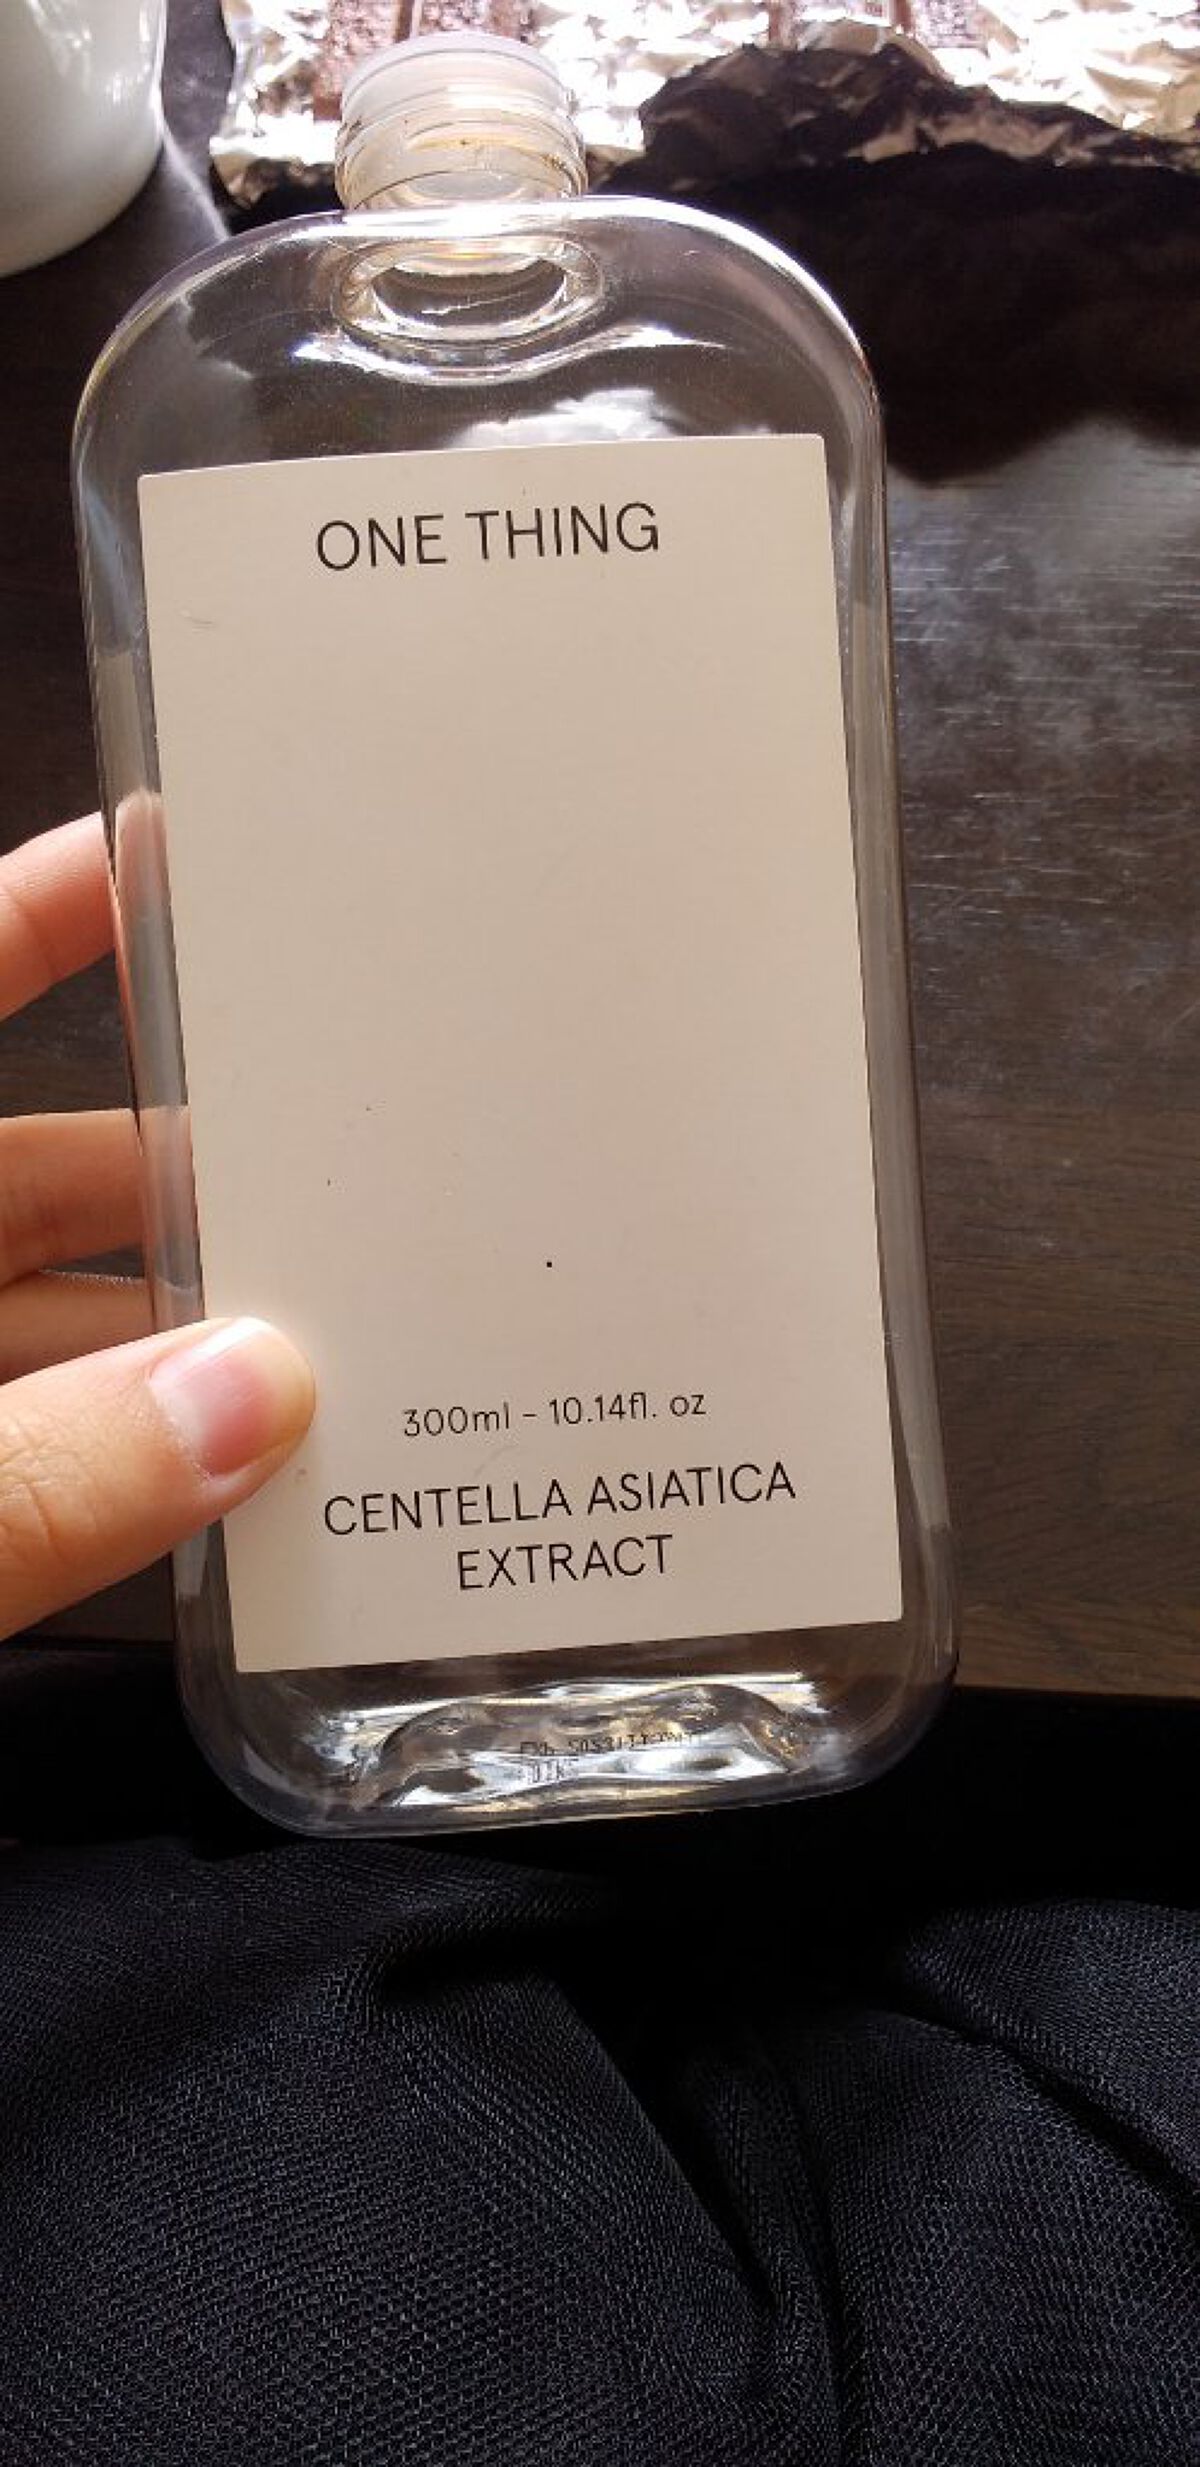 ONE THING
300ml - 10.14fl. oz
CENTELLA ASIATICA
EXTRACT